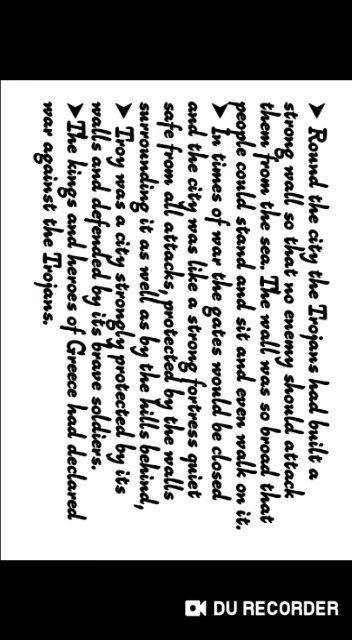 ➤ Round the city the Trojans had built a
strong wall so that no enemy should attack
them from the sea. The wall was so broad that
people could stand and sit and even walk on it.
➤ In times of war the gates would be closed
and the city was like a strong fortress quiet
safe from all attacks, protected by the walls
surrounding it as well as by the hills behind,
➤ Troy was a city strongly protected by its
walls and defended by its brave soldiers.
➤ The kings and heroes of Greece had declared
war against the Trojans.
DU RECORDER